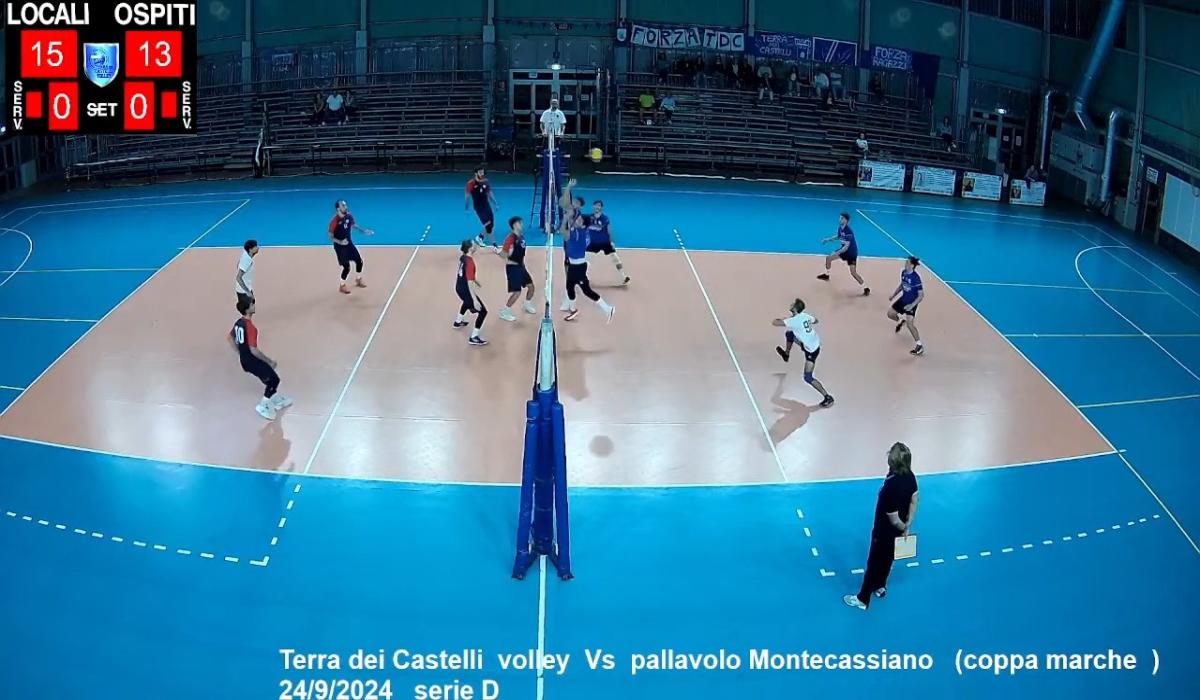 LOCALI OSPITI
15 13
SERV. 0 SET 0 SERV.
FORZA TDC
TERRA
CASTELLI
FORZA
RAGAZZI
10
9
Terra dei Castelli volley Vs pallavolo Montecassiano (coppa marche )
24/9/2024 serie D